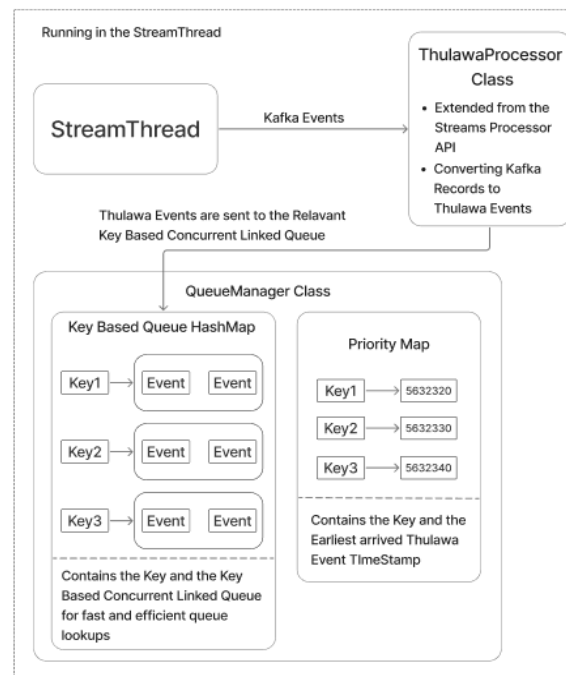 Running in the StreamThread
ThulawaProcessor
Class
• Extended from the
Streams Processor
API
• Converting Kafka
Records to
Thulawa Events
StreamThread
Kafka Events
Thulawa Events are sent to the Relavant
Key Based Concurrent Linked Queue
QueueManager Class
Key Based Queue HashMap
Key1
Event
Event
Key2
Event
Event
Key3
Event
Event
Contains the Key and the Key
Based Concurrent Linked Queue
for fast and efficient queue
lookups
Priority Map
Key1
5632320
Key2
5632330
Key3
5632340
Contains the Key and the
Earliest arrived Thulawa
Event TImeStamp